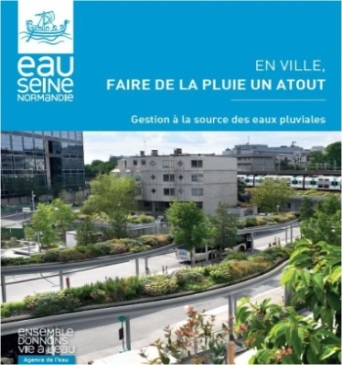 eau
seine
NORMANDIE
EN VILLE,
FAIRE DE LA PLUIE UN ATOUT
Gestion à la source des eaux pluviales
ENSEMBLE
DONNONS
VIE À L'EAU
Agence de l'eau